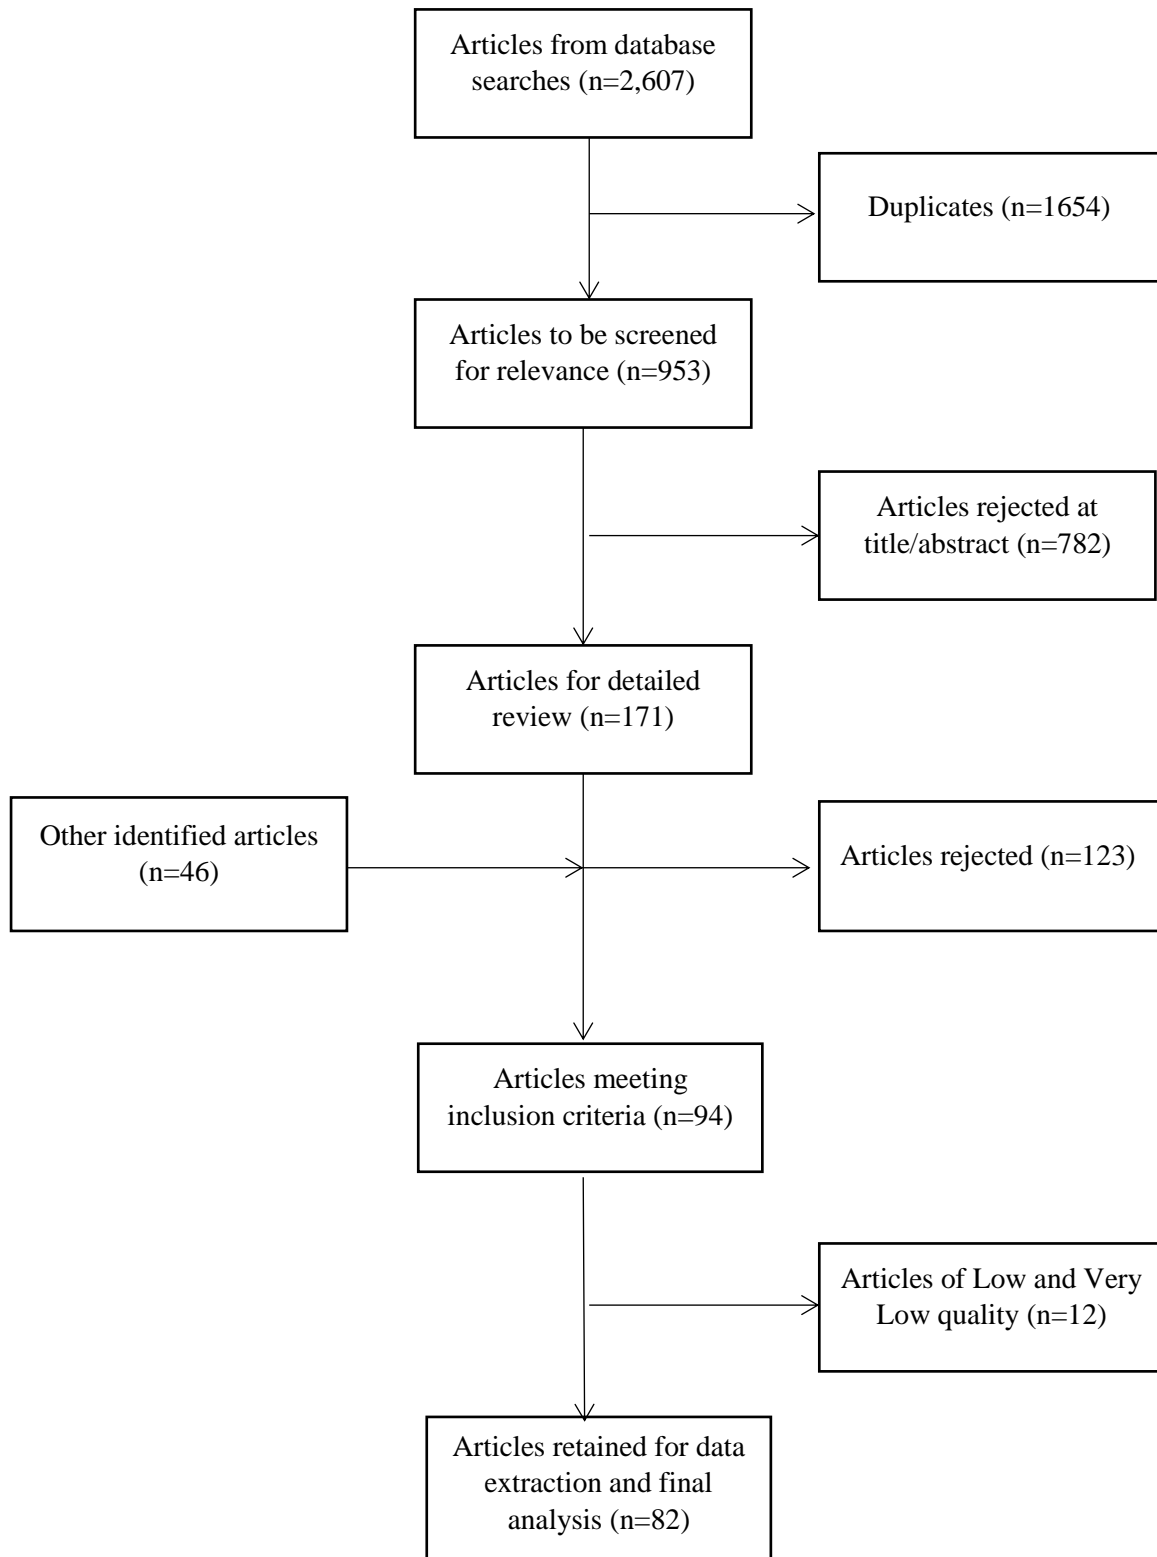 Articles from database
searches (n=2,607)
Duplicates (n=1654)
Articles to be screened
for relevance (n=953)
Articles rejected at
title/abstract (n=782)
Articles for detailed
review (n=171)
Other identified articles
(n=46)
Articles rejected (n=123)
Articles meeting
inclusion criteria (n=94)
Articles of Low and Very
Low quality (n=12)
Articles retained for data
extraction and final
analysis (n=82)